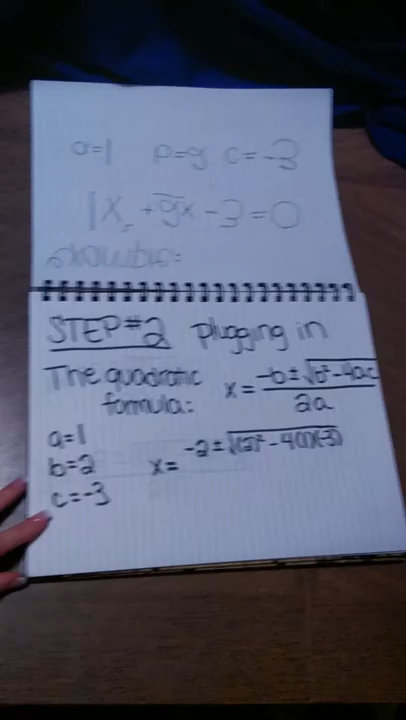 Example:
1x² + 2x - 3 = 0
a=1 b=2 c=-3
STEP #2 Plugging in
The quadratic formula: x = (-b ± √(b² - 4ac)) / 2a
a=1
b=2
c=-3
x = -2 ± √((2)² - 4(1)(-3))